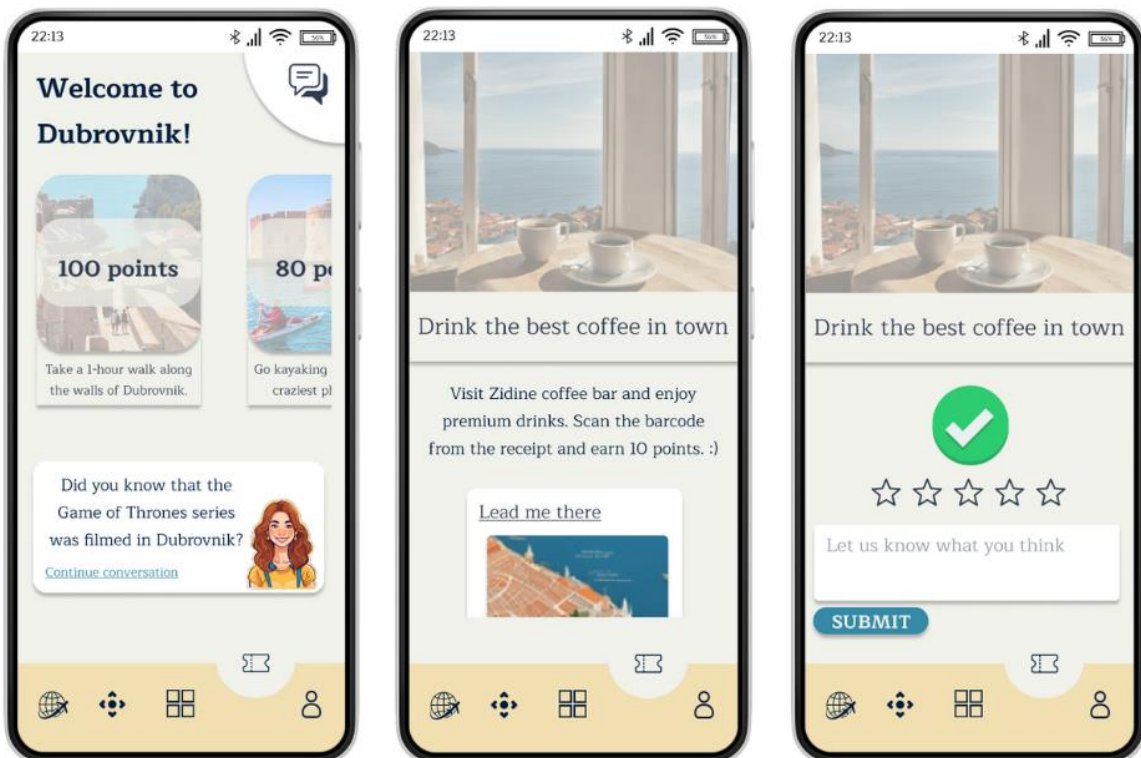 22:13
56%
Welcome to
Dubrovnik!
100 points
80 po
Take a 1-hour walk along
the walls of Dubrovnik.
Go kayaking
craziest pl
Did you know that the
Game of Thrones series
was filmed in Dubrovnik?
Continue conversation
22:13
56%
Drink the best coffee in town
Visit Zidine coffee bar and enjoy
premium drinks. Scan the barcode
from the receipt and earn 10 points. :)
Lead me there
22:13
56%
Drink the best coffee in town
Let us know what you think
SUBMIT